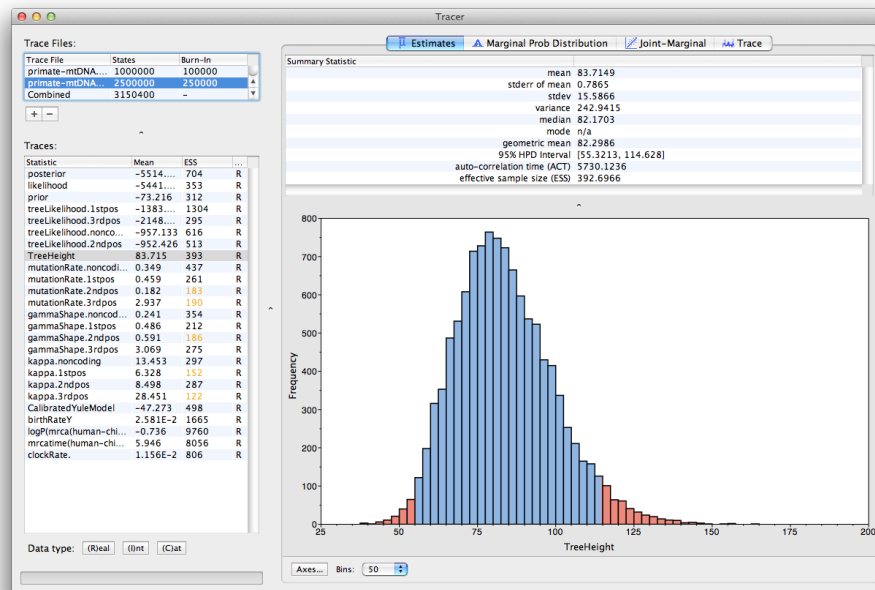 Tracer
Trace Files:
Trace File States Burn-In
primate-mtDNA.... 1000000 100000
primate-mtDNA... 2500000 250000
Combined 3150400 -
+ −
Traces:
Statistic Mean ESS ...
posterior -5514.... 704 R
likelihood -5441.... 353 R
prior -73.216 312 R
treeLikelihood.1stpos -1383.... 1304 R
treeLikelihood.3rdpos -2148.... 295 R
treeLikelihood.nonco... -957.133 616 R
treeLikelihood.2ndpos -952.426 513 R
TreeHeight 83.715 393 R
mutationRate.noncodi... 0.349 437 R
mutationRate.1stpos 0.459 261 R
mutationRate.2ndpos 0.182 183 R
mutationRate.3rdpos 2.937 190 R
gammaShape.noncod... 0.241 354 R
gammaShape.1stpos 0.486 212 R
gammaShape.2ndpos 0.591 186 R
gammaShape.3rdpos 3.069 275 R
kappa.noncoding 13.453 297 R
kappa.1stpos 6.328 152 R
kappa.2ndpos 8.498 287 R
kappa.3rdpos 28.451 122 R
CalibratedYuleModel -47.273 498 R
birthRateY 2.581E-2 1665 R
logP(mrca(human-chi... -0.736 9760 R
mrcatime(human-chi... 5.946 8056 R
clockRate. 1.156E-2 806 R
Data type: (R)eal (I)nt (C)at
Estimates Marginal Prob Distribution Joint-Marginal Trace
Summary Statistic
mean 83.7149
stderr of mean 0.7865
stdev 15.5866
variance 242.9415
median 82.1703
mode n/a
geometric mean 82.2986
95% HPD Interval [55.3213, 114.628]
auto-correlation time (ACT) 5730.1236
effective sample size (ESS) 392.6966
800
700
600
500
400
300
200
100
0
Frequency
25 50 75 100 125 150 175 200
TreeHeight
Axes... Bins: 50